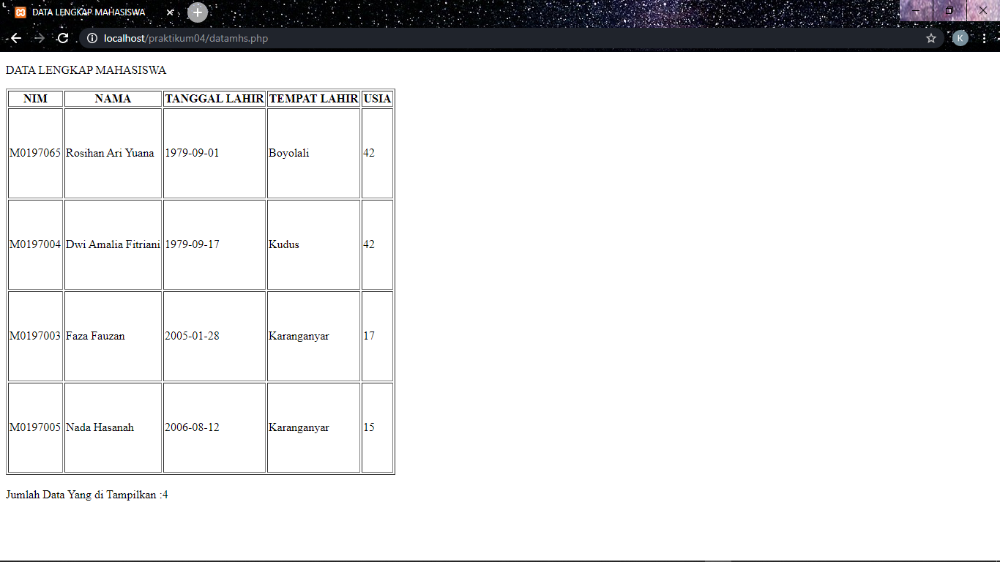 DATA LENGKAP MAHASISWA
localhost/praktikum04/datamhs.php
K
DATA LENGKAP MAHASISWA
NIM NAMA TANGGAL LAHIR TEMPAT LAHIR USIA
M0197065 Rosihan Ari Yuana 1979-09-01 Boyolali 42
M0197004 Dwi Amalia Fitriani 1979-09-17 Kudus 42
M0197003 Faza Fauzan 2005-01-28 Karanganyar 17
M0197005 Nada Hasanah 2006-08-12 Karanganyar 15
Jumlah Data Yang di Tampilkan :4